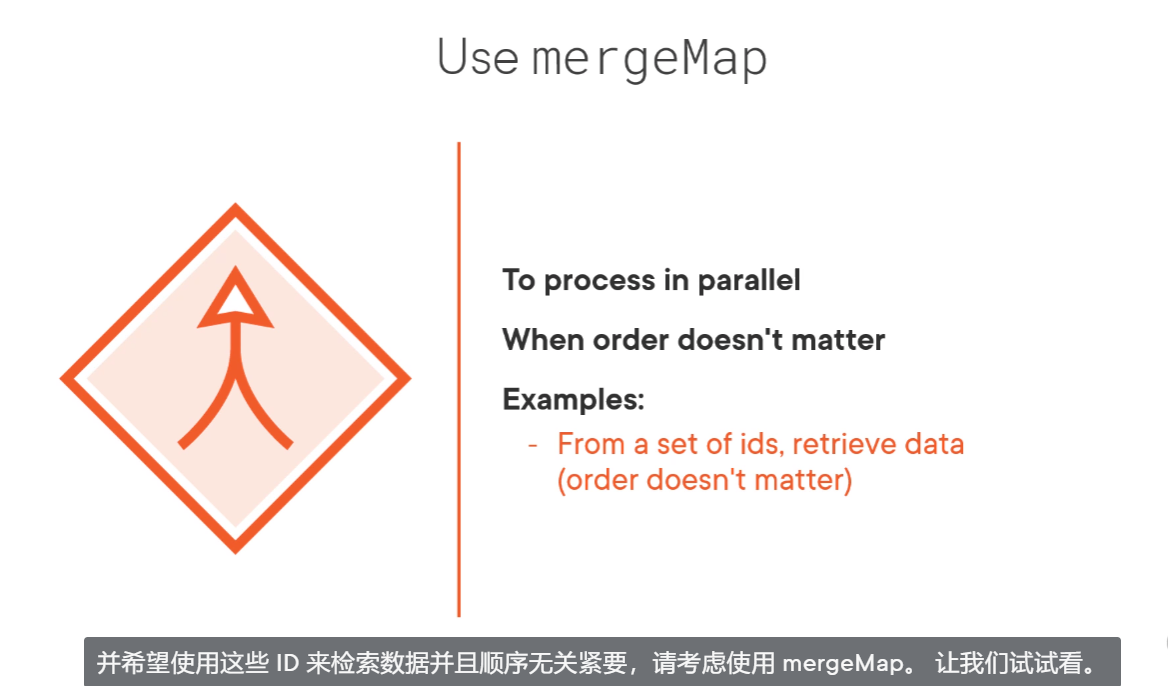 Use mergeMap
To process in parallel
When order doesn't matter
Examples:
- From a set of ids, retrieve data
(order doesn't matter)
并希望使用这些 ID 来检索数据并且顺序无关紧要，请考虑使用 mergeMap。 让我们试试看。